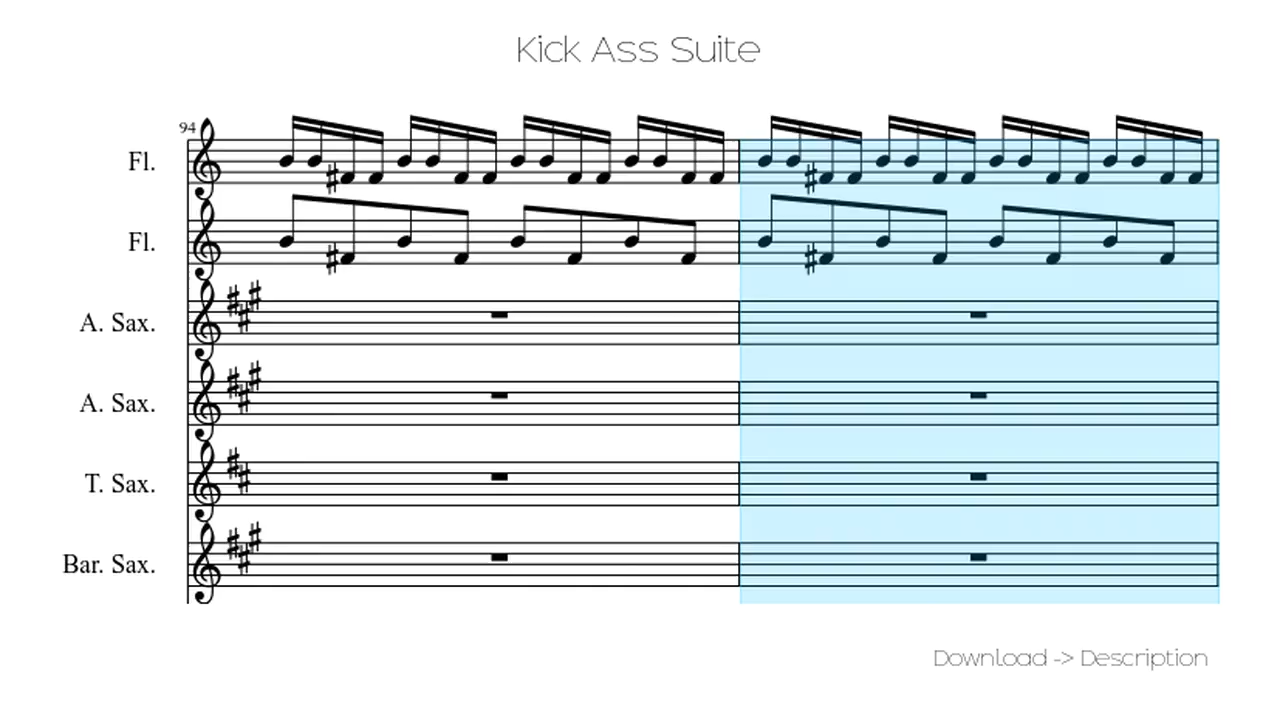 Kick Ass Suite
94
Fl.
Fl.
A. Sax.
A. Sax.
T. Sax.
Bar. Sax.
Download -> Description